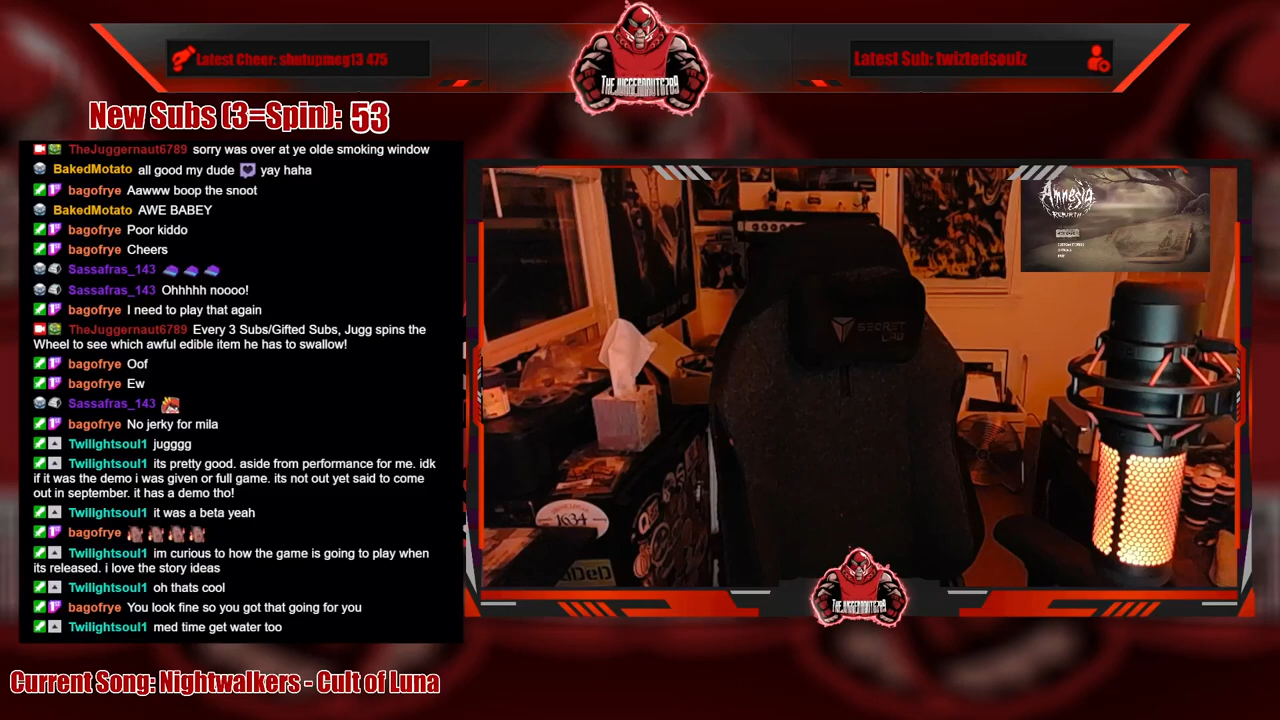 Latest Cheer: shutupmeg13 475
THEJUGGERNAUT6789
Latest Sub: twiztedsoulz
New Subs (3=Spin): 53
TheJuggernaut6789 sorry was over at ye olde smoking window
BakedMotato all good my dude yay haha
bagofrye Aawww boop the snoot
BakedMotato AWE BABEY
bagofrye Poor kiddo
bagofrye Cheers
Sassafras_143
Sassafras_143 Ohhhhh noooo!
bagofrye I need to play that again
TheJuggernaut6789 Every 3 Subs/Gifted Subs, Jugg spins the
Wheel to see which awful edible item he has to swallow!
bagofrye Oof
bagofrye Ew
Sassafras_143
bagofrye No jerky for mila
Twilightsoul1 jugggg
Twilightsoul1 its pretty good. aside from performance for me. idk
if it was the demo i was given or full game. its not out yet said to come
out in september. it has a demo tho!
Twilightsoul1 it was a beta yeah
bagofrye
Twilightsoul1 im curious to how the game is going to play when
its released. i love the story ideas
Twilightsoul1 oh thats cool
bagofrye You look fine so you got that going for you
Twilightsoul1 med time get water too
Amnesia
REBIRTH
SECRET
LAB
1634
THEJUGGERNAUT6789
Current Song: Nightwalkers - Cult of Luna